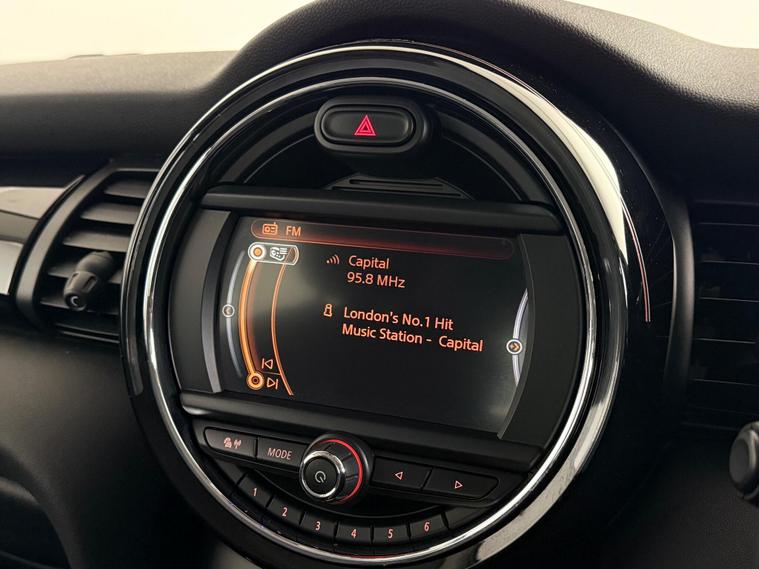 FM
Capital
95.8 MHz
London's No.1 Hit
Music Station - Capital
MODE
1 2 3 4 5 6